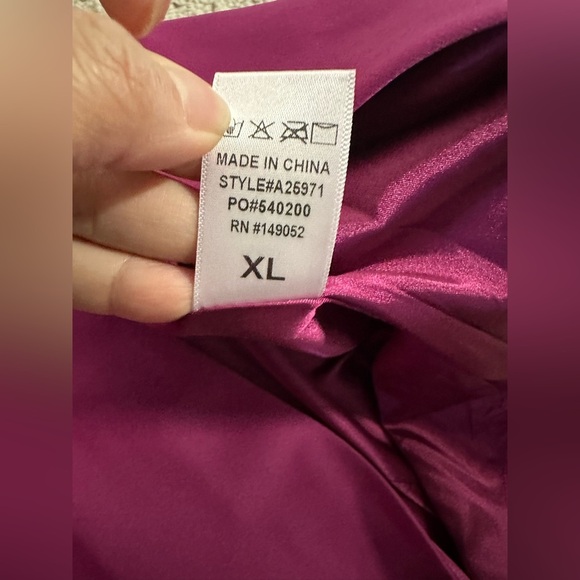 MADE IN CHINA
STYLE#A25971
PO#540200
RN #149052
XL